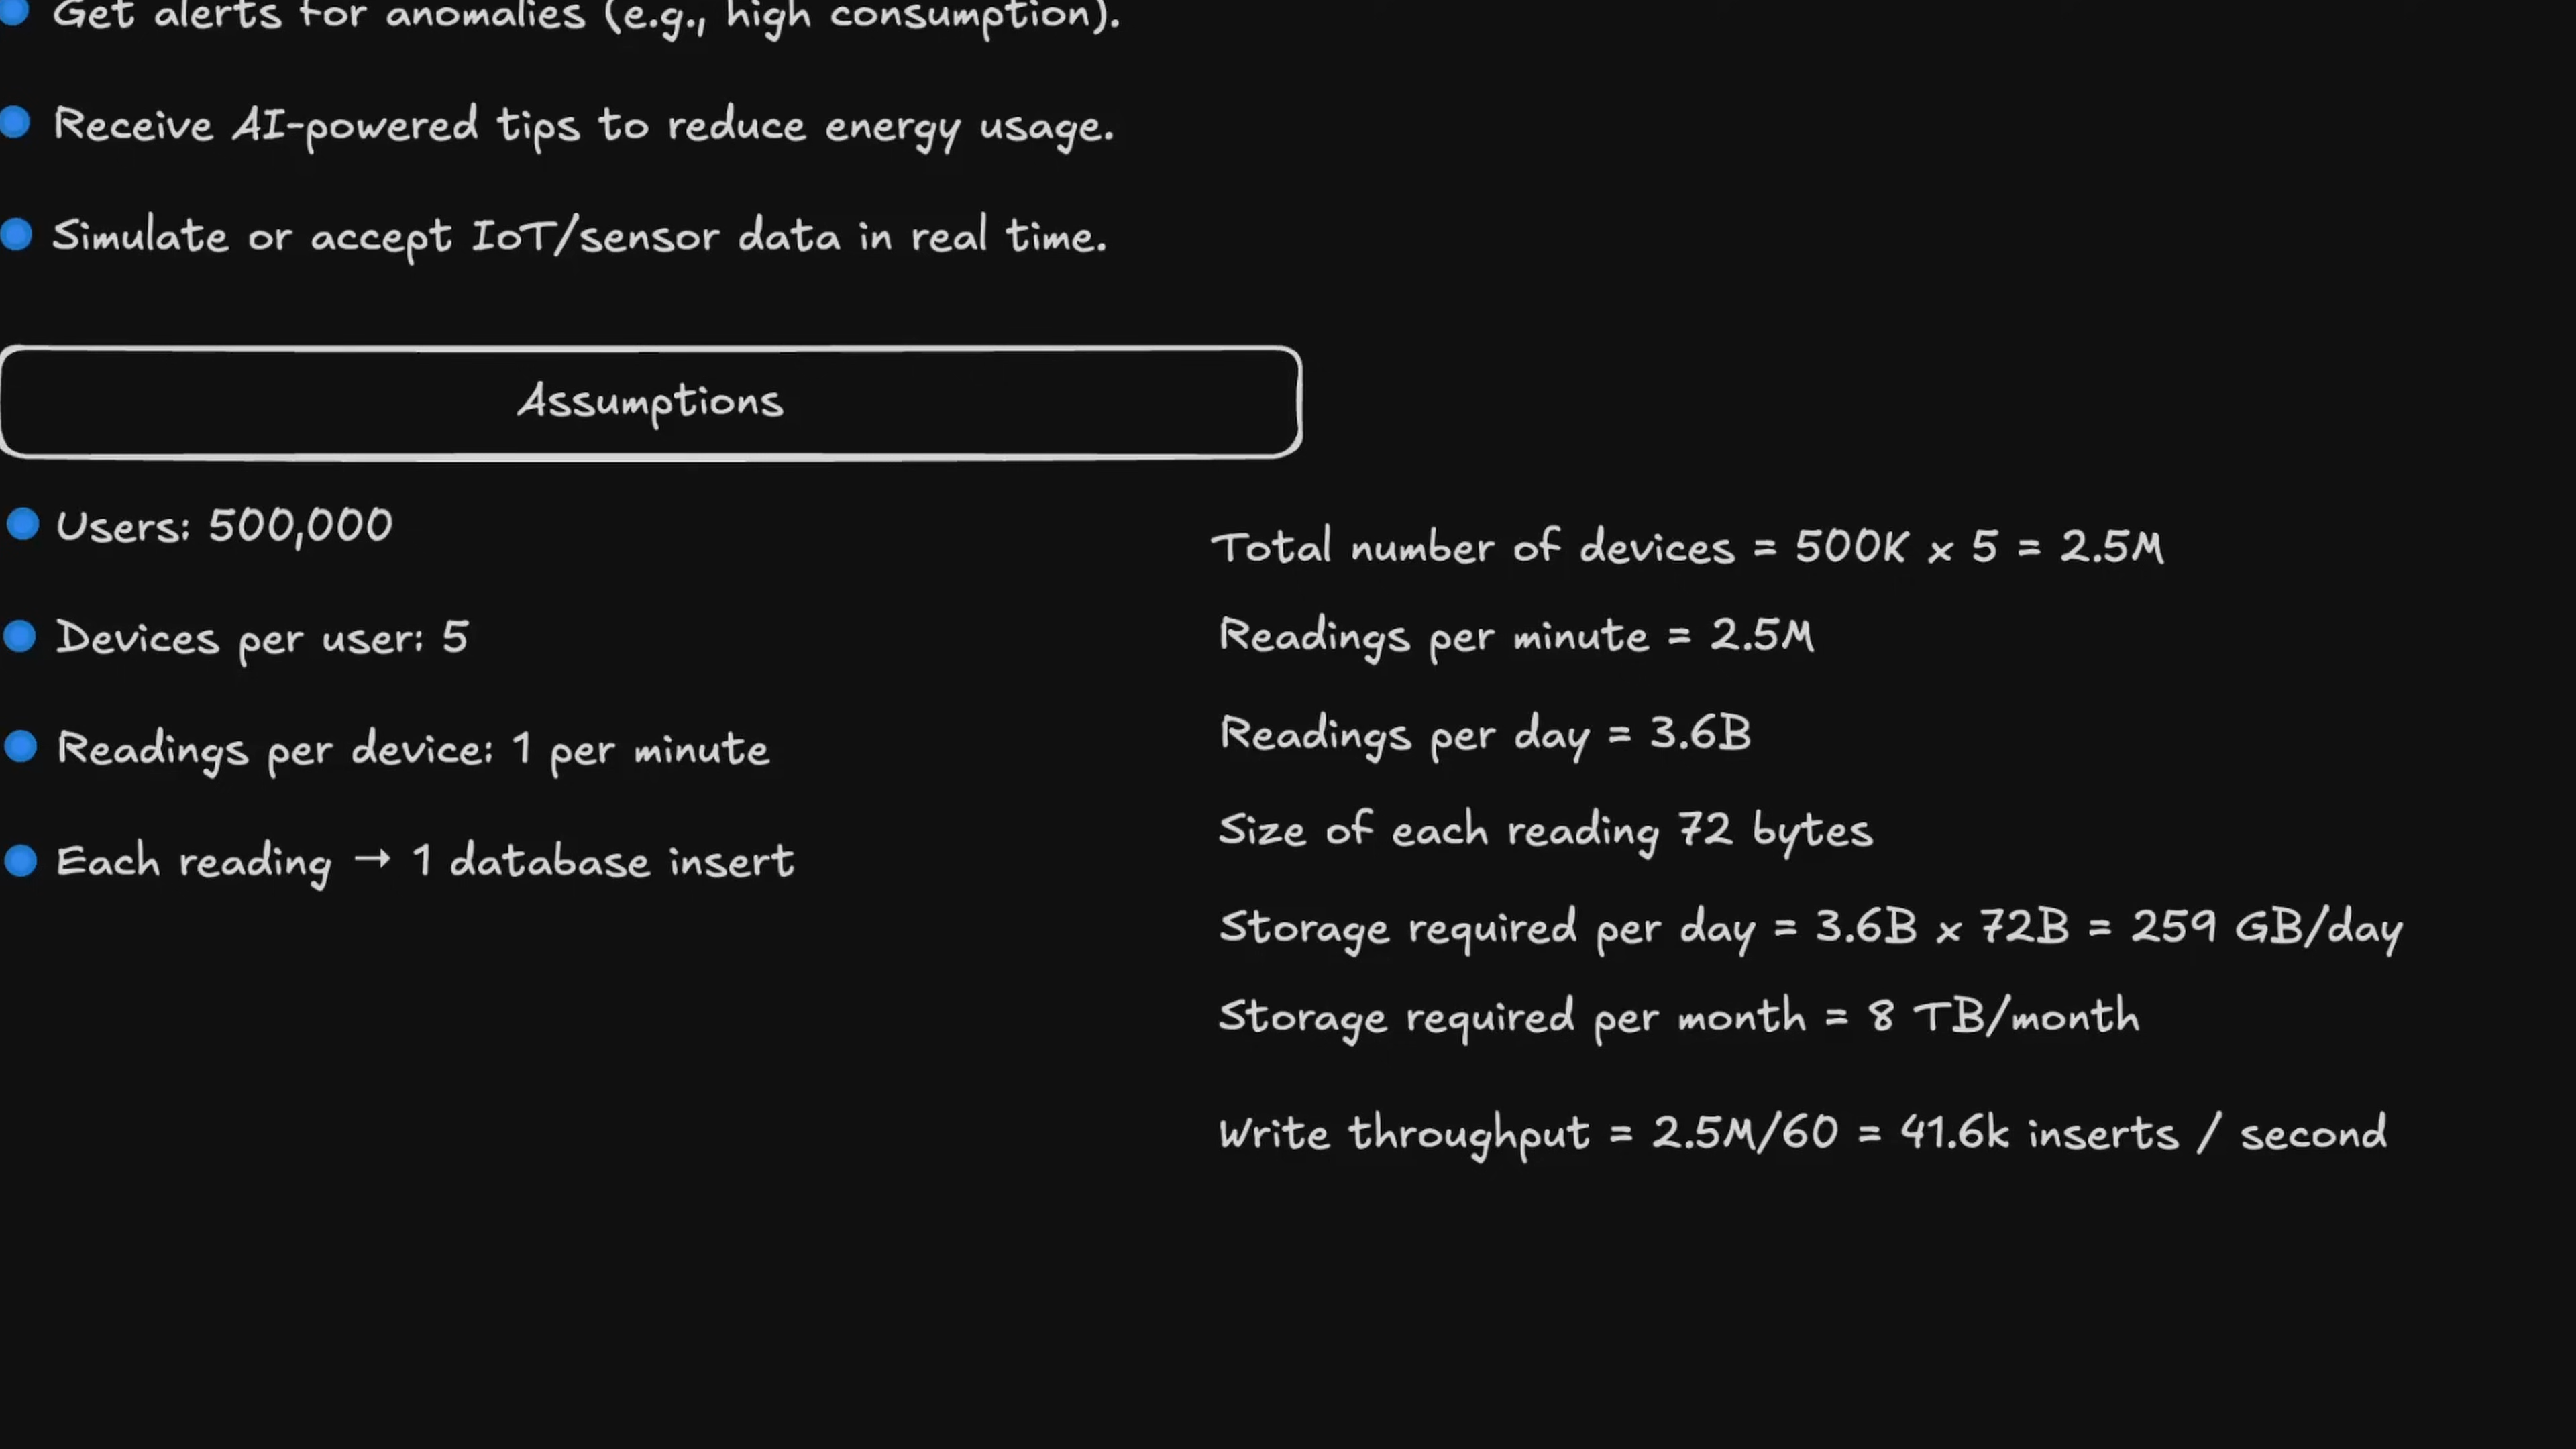 Get alerts for anomalies (e.g., high consumption).
Receive AI-powered tips to reduce energy usage.
Simulate or accept IoT/sensor data in real time.
Assumptions
Users: 500,000
Devices per user: 5
Readings per device: 1 per minute
Each reading → 1 database insert
Total number of devices = 500K x 5 = 2.5M
Readings per minute = 2.5M
Readings per day = 3.6B
Size of each reading 72 bytes
Storage required per day = 3.6B x 72B = 259 GB/day
Storage required per month = 8 TB/month
Write throughput = 2.5M/60 = 41.6k inserts / second